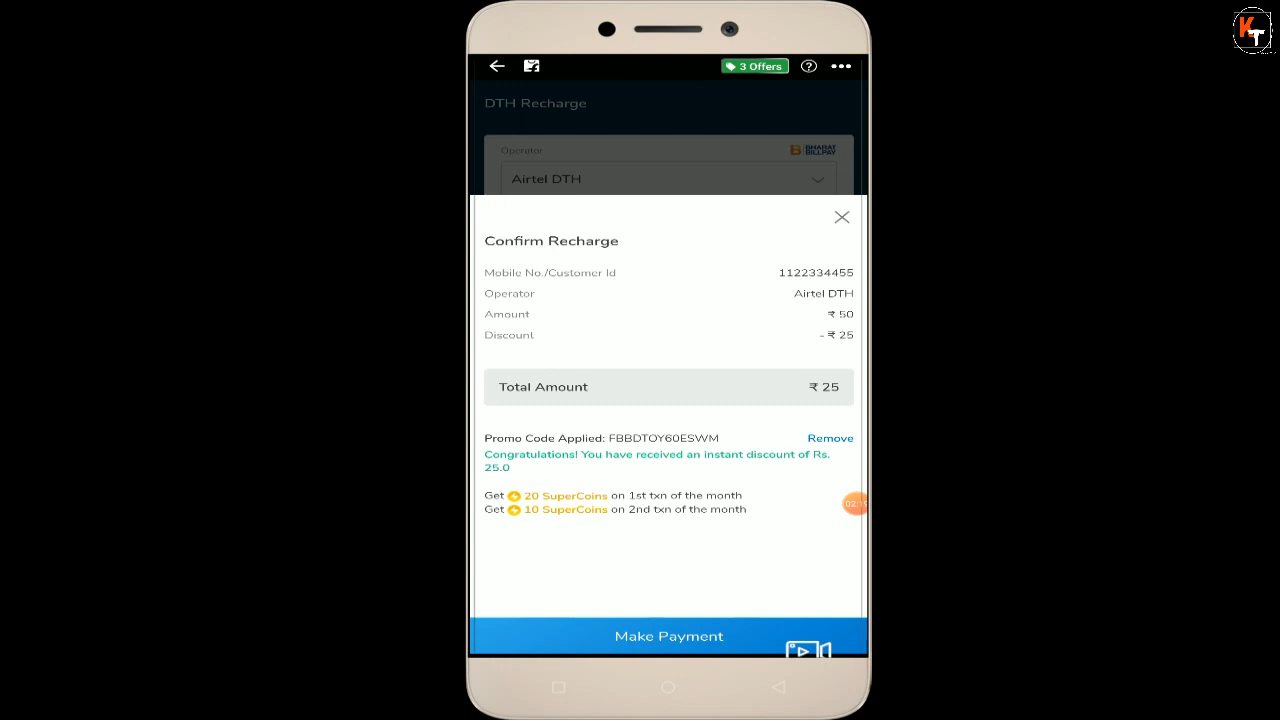 KT
3 Offers
DTH Recharge
Operator
BHARAT
BILLPAY
Airtel DTH
Confirm Recharge
Mobile No./Customer Id 1122334455
Operator Airtel DTH
Amount ₹ 50
Discount - ₹ 25
Total Amount ₹ 25
Promo Code Applied: FBBDTOY60ESWM Remove
Congratulations! You have received an instant discount of Rs.
25.0
Get 20 SuperCoins on 1st txn of the month
Get 10 SuperCoins on 2nd txn of the month
Make Payment